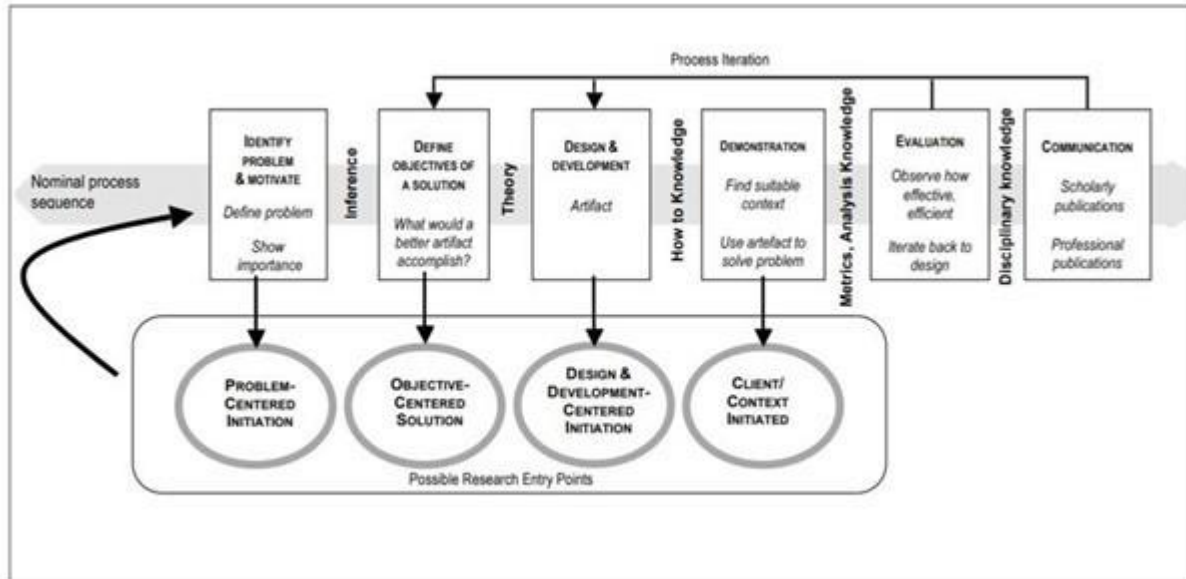 Process Iteration
Nominal process
sequence
IDENTIFY
PROBLEM
& MOTIVATE
Define problem
Show
importance
Inference
DEFINE
OBJECTIVES OF
A SOLUTION
What would a
better artifact
accomplish?
Theory
DESIGN &
DEVELOPMENT
Artifact
How to Knowledge
DEMONSTRATION
Find suitable
context
Use artefact to
solve problem
Metrics, Analysis Knowledge
EVALUATION
Observe how
effective,
efficient
Iterate back to
design
Disciplinary knowledge
COMMUNICATION
Scholarly
publications
Professional
publications
PROBLEM-
CENTERED
INITIATION
OBJECTIVE-
CENTERED
SOLUTION
DESIGN &
DEVELOPMENT-
CENTERED
INITIATION
CLIENT/
CONTEXT
INITIATED
Possible Research Entry Points